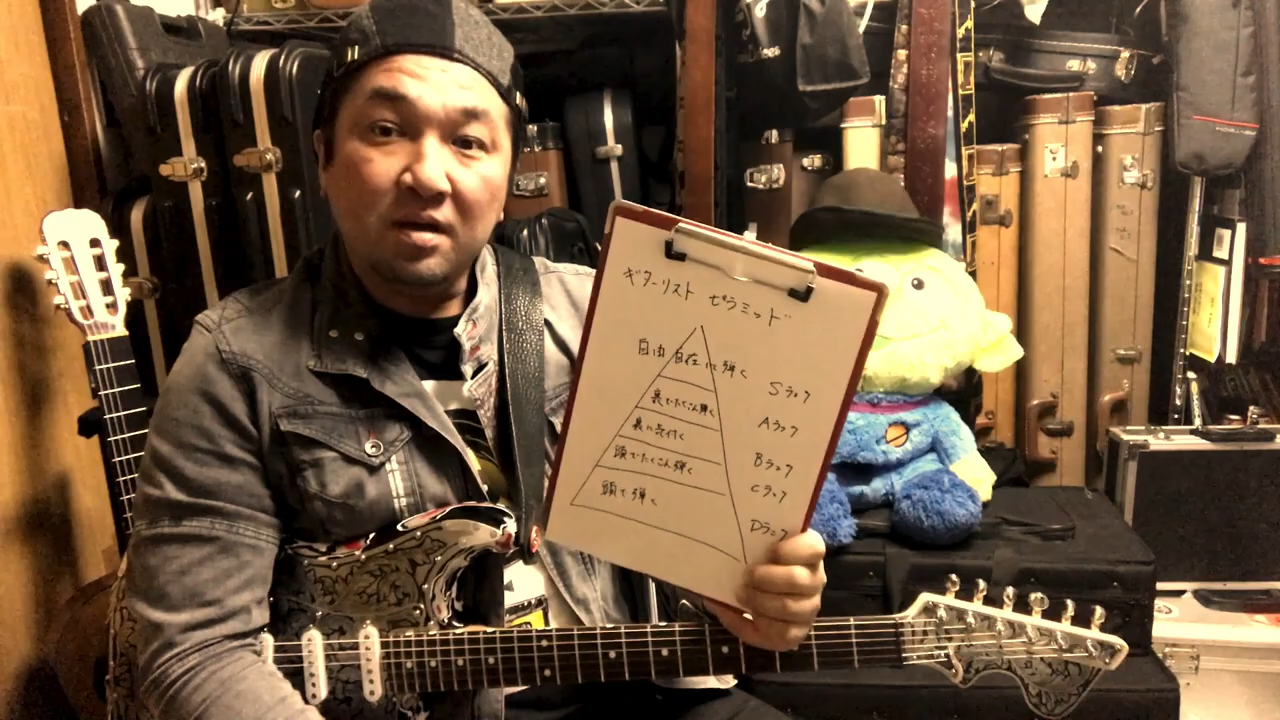 ギターリスト ピラミッド
自由自在に弾く Sランク
裏でたくさん弾く Aランク
裏に気付く Bランク
頭でたくさん弾く Cランク
頭で弾く Dランク